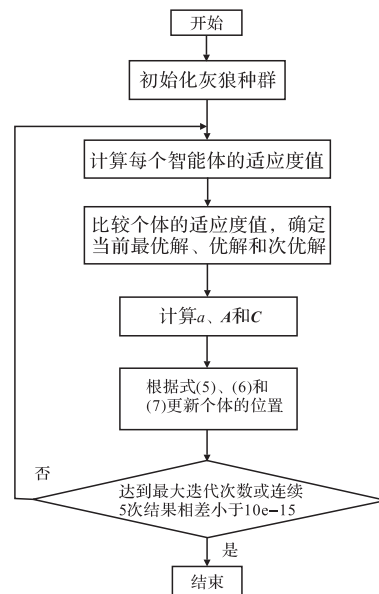 开始
初始化灰狼种群
计算每个智能体的适应度值
比较个体的适应度值，确定
当前最优解、优解和次优解
计算a、A和C
根据式(5)、(6)和
(7)更新个体的位置
否
达到最大迭代次数或连续
5次结果相差小于10e−15
是
结束